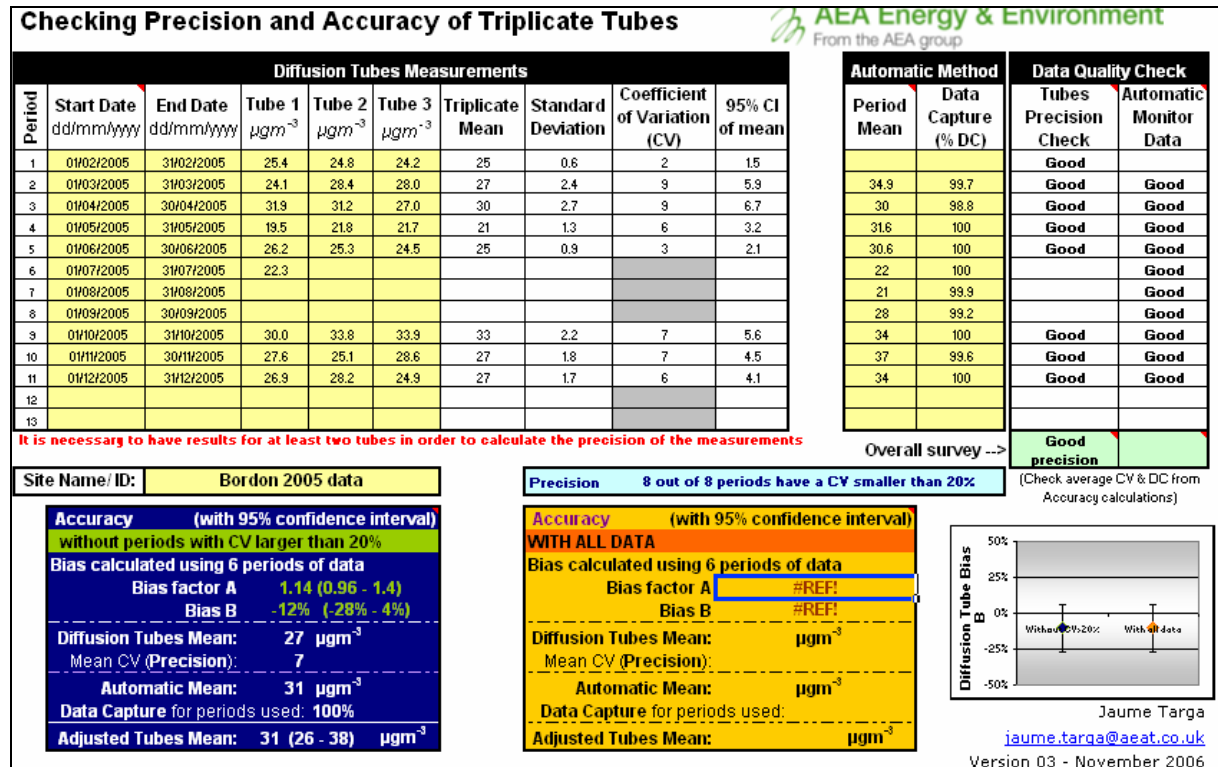 Checking Precision and Accuracy of Triplicate Tubes
AEA Energy & Environment
From the AEA group
Diffusion Tubes Measurements
Automatic Method
Data Quality Check
Period
Start Date dd/mm/yyyy
End Date dd/mm/yyyy
Tube 1 µgm-3
Tube 2 µgm-3
Tube 3 µgm-3
Triplicate Mean
Standard Deviation
Coefficient of Variation (CV)
95% CI of mean
Period Mean
Data Capture (% DC)
Tubes Precision Check
Automatic Monitor Data
1 01/02/2005 31/02/2005 25.4 24.8 24.2 25 0.6 2 1.5 Good
2 01/03/2005 31/03/2005 24.1 28.4 28.0 27 2.4 9 5.9 34.9 99.7 Good Good
3 01/04/2005 30/04/2005 31.9 31.2 27.0 30 2.7 9 6.7 30 98.8 Good Good
4 01/05/2005 31/05/2005 19.5 21.8 21.7 21 1.3 6 3.2 31.6 100 Good Good
5 01/06/2005 30/06/2005 26.2 25.3 24.5 25 0.9 3 2.1 30.6 100 Good Good
6 01/07/2005 31/07/2005 22.3 22 100 Good
7 01/08/2005 31/08/2005 21 99.9 Good
8 01/09/2005 30/09/2005 28 99.2 Good
9 01/10/2005 31/10/2005 30.0 33.8 33.9 33 2.2 7 5.6 34 100 Good Good
10 01/11/2005 30/11/2005 27.6 25.1 28.6 27 1.8 7 4.5 37 99.6 Good Good
11 01/12/2005 31/12/2005 26.9 28.2 24.9 27 1.7 6 4.1 34 100 Good Good
12
13
It is necessary to have results for at least two tubes in order to calculate the precision of the measurements
Overall survey -->
Good precision
(Check average CV & DC from Accuracy calculations)
Site Name/ ID: Bordon 2005 data
Precision 8 out of 8 periods have a CV smaller than 20%
Accuracy (with 95% confidence interval)
without periods with CV larger than 20%
Bias calculated using 6 periods of data
Bias factor A 1.14 (0.96 - 1.4)
Bias B -12% (-28% - 4%)
Diffusion Tubes Mean: 27 µgm-3
Mean CV (Precision): 7
Automatic Mean: 31 µgm-3
Data Capture for periods used: 100%
Adjusted Tubes Mean: 31 (26 - 38) µgm-3
Accuracy (with 95% confidence interval)
WITH ALL DATA
Bias calculated using 6 periods of data
Bias factor A #REF!
Bias B #REF!
Diffusion Tubes Mean: µgm-3
Mean CV (Precision):
Automatic Mean: µgm-3
Data Capture for periods used:
Adjusted Tubes Mean: µgm-3
Diffusion Tube Bias B
50%
25%
0%
-25%
-50%
Without CV>20%
With all data
Jaume Targa
jaume.targa@aeat.co.uk
Version 03 - November 2006